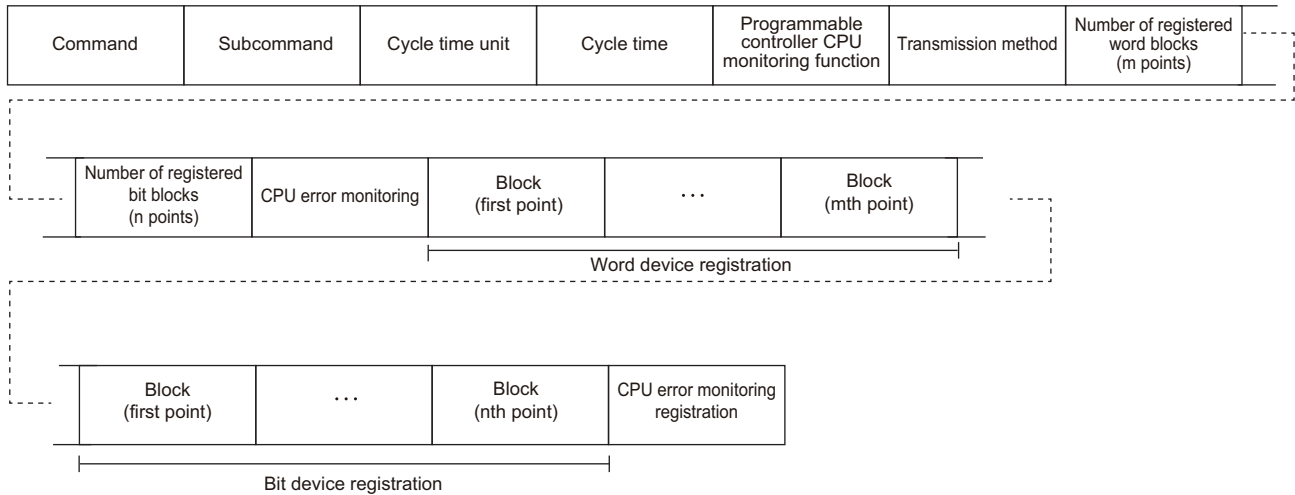 Command
Subcommand
Cycle time unit
Cycle time
Programmable
controller CPU
monitoring function
Transmission method
Number of registered
word blocks
(m points)
Number of registered
bit blocks
(n points)
CPU error monitoring
Block
(first point)
...
Block
(mth point)
Word device registration
Block
(first point)
...
Block
(nth point)
CPU error monitoring
registration
Bit device registration